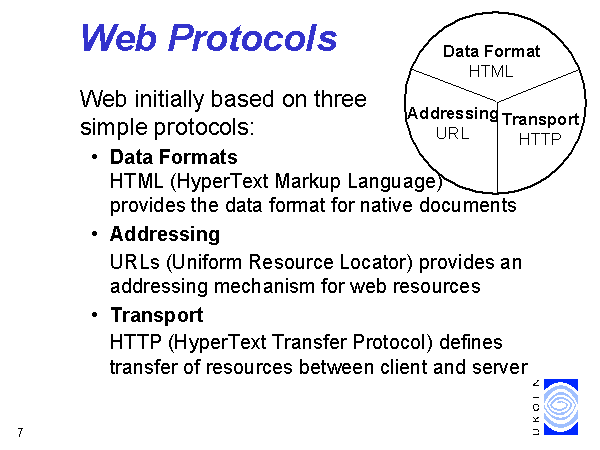 Web Protocols
Data Format
HTML
Addressing
URL
Transport
HTTP
Web initially based on three
simple protocols:
• Data Formats
HTML (HyperText Markup Language)
provides the data format for native documents
• Addressing
URLs (Uniform Resource Locator) provides an
addressing mechanism for web resources
• Transport
HTTP (HyperText Transfer Protocol) defines
transfer of resources between client and server
UKOLN
7